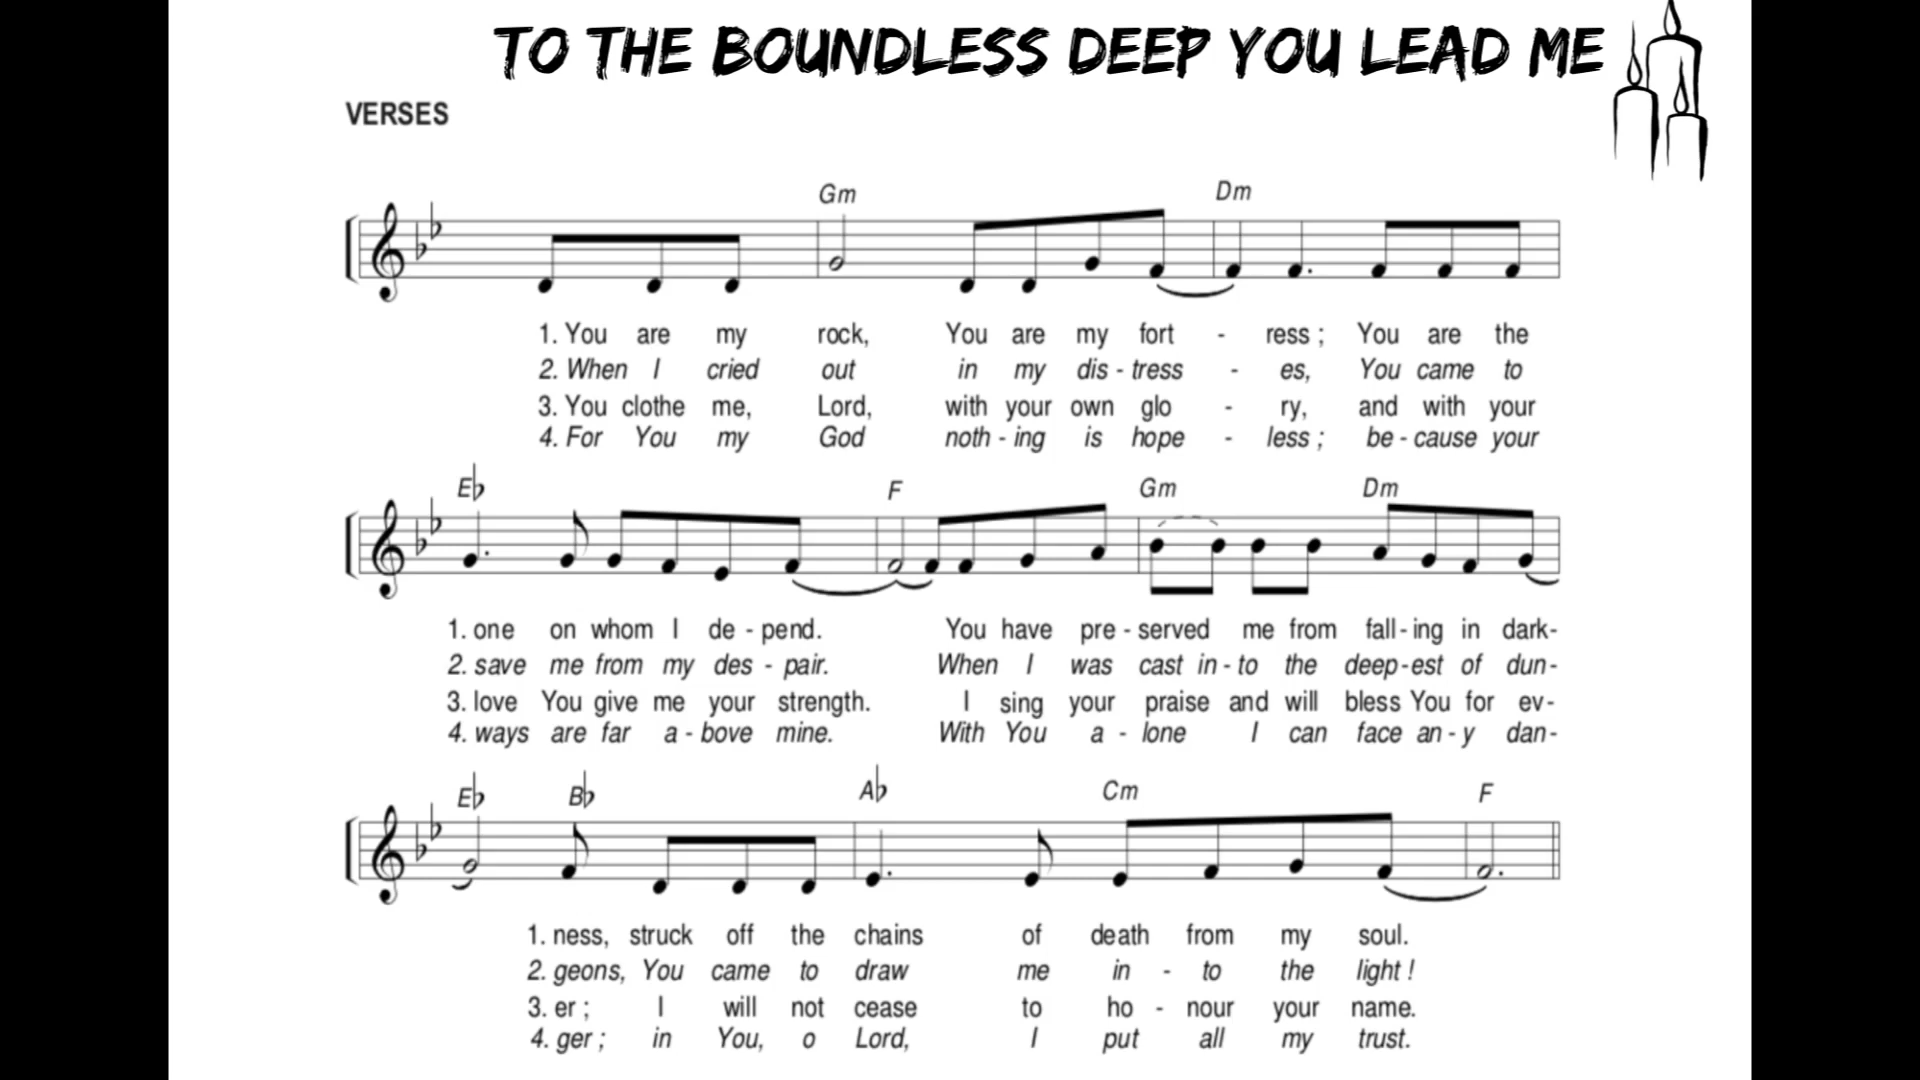 TO THE BOUNDLESS DEEP YOU LEAD ME
VERSES
Gm Dm
1. You are my rock, You are my fort - ress ; You are the
2. When I cried out in my dis - tress - es, You came to
3. You clothe me, Lord, with your own glo - ry, and with your
4. For You my God noth - ing is hope - less ; be - cause your
E♭ F Gm Dm
1. one on whom I de - pend. You have pre - served me from fall - ing in dark-
2. save me from my des - pair. When I was cast in - to the deep - est of dun-
3. love You give me your strength. I sing your praise and will bless You for ev-
4. ways are far a - bove mine. With You a - lone I can face an - y dan-
E♭ B♭ A♭ Cm F
1. ness, struck off the chains of death from my soul.
2. geons, You came to draw me in - to the light !
3. er ; I will not cease to ho - nour your name.
4. ger ; in You, o Lord, I put all my trust.